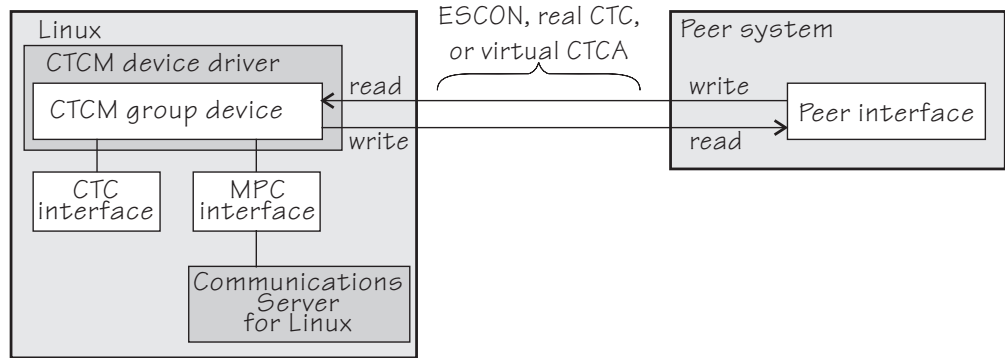 Linux
CTCM device driver
CTCM group device
CTC
interface
MPC
interface
Communications
Server
for Linux
read
write
ESCON, real CTC,
or virtual CTCA
Peer system
write
read
Peer interface